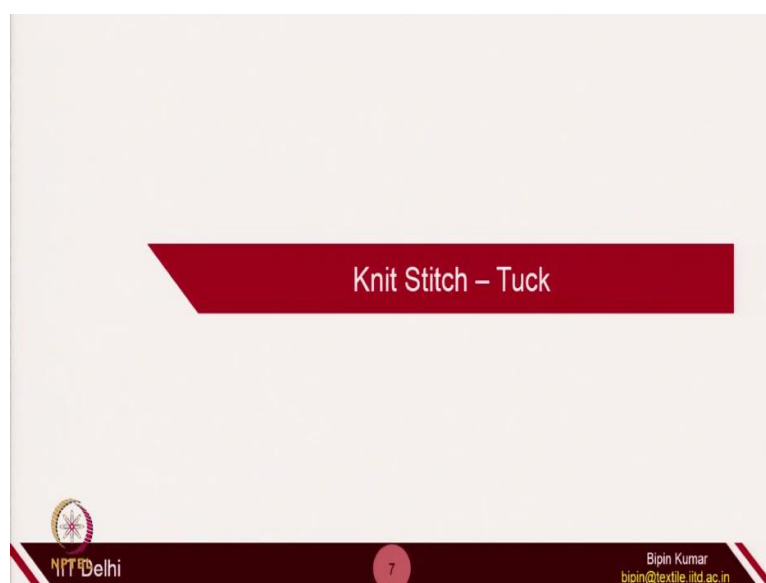 Knit Stitch – Tuck
NPTEL
IIT Delhi
7
Bipin Kumar
bipin@textile.iitd.ac.in